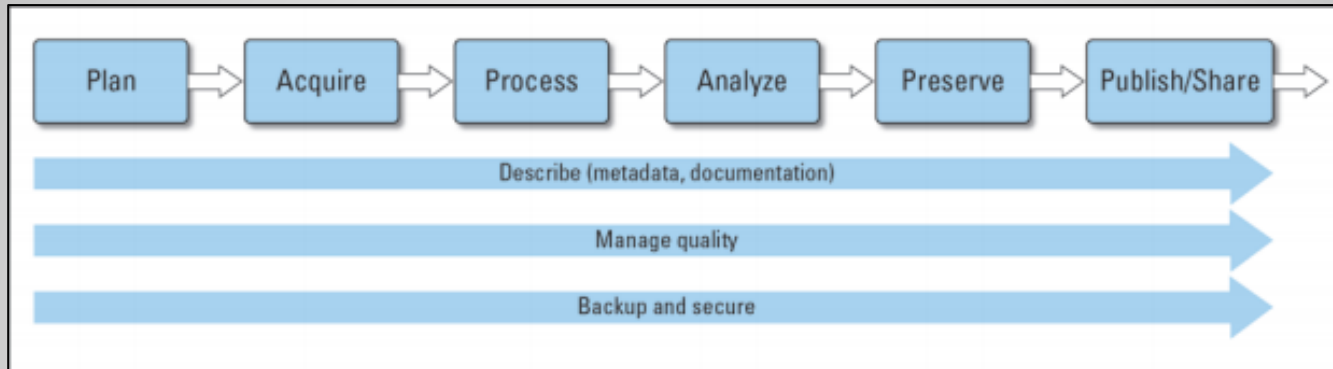 Plan
Acquire
Process
Analyze
Preserve
Publish/Share
Describe (metadata, documentation)
Manage quality
Backup and secure